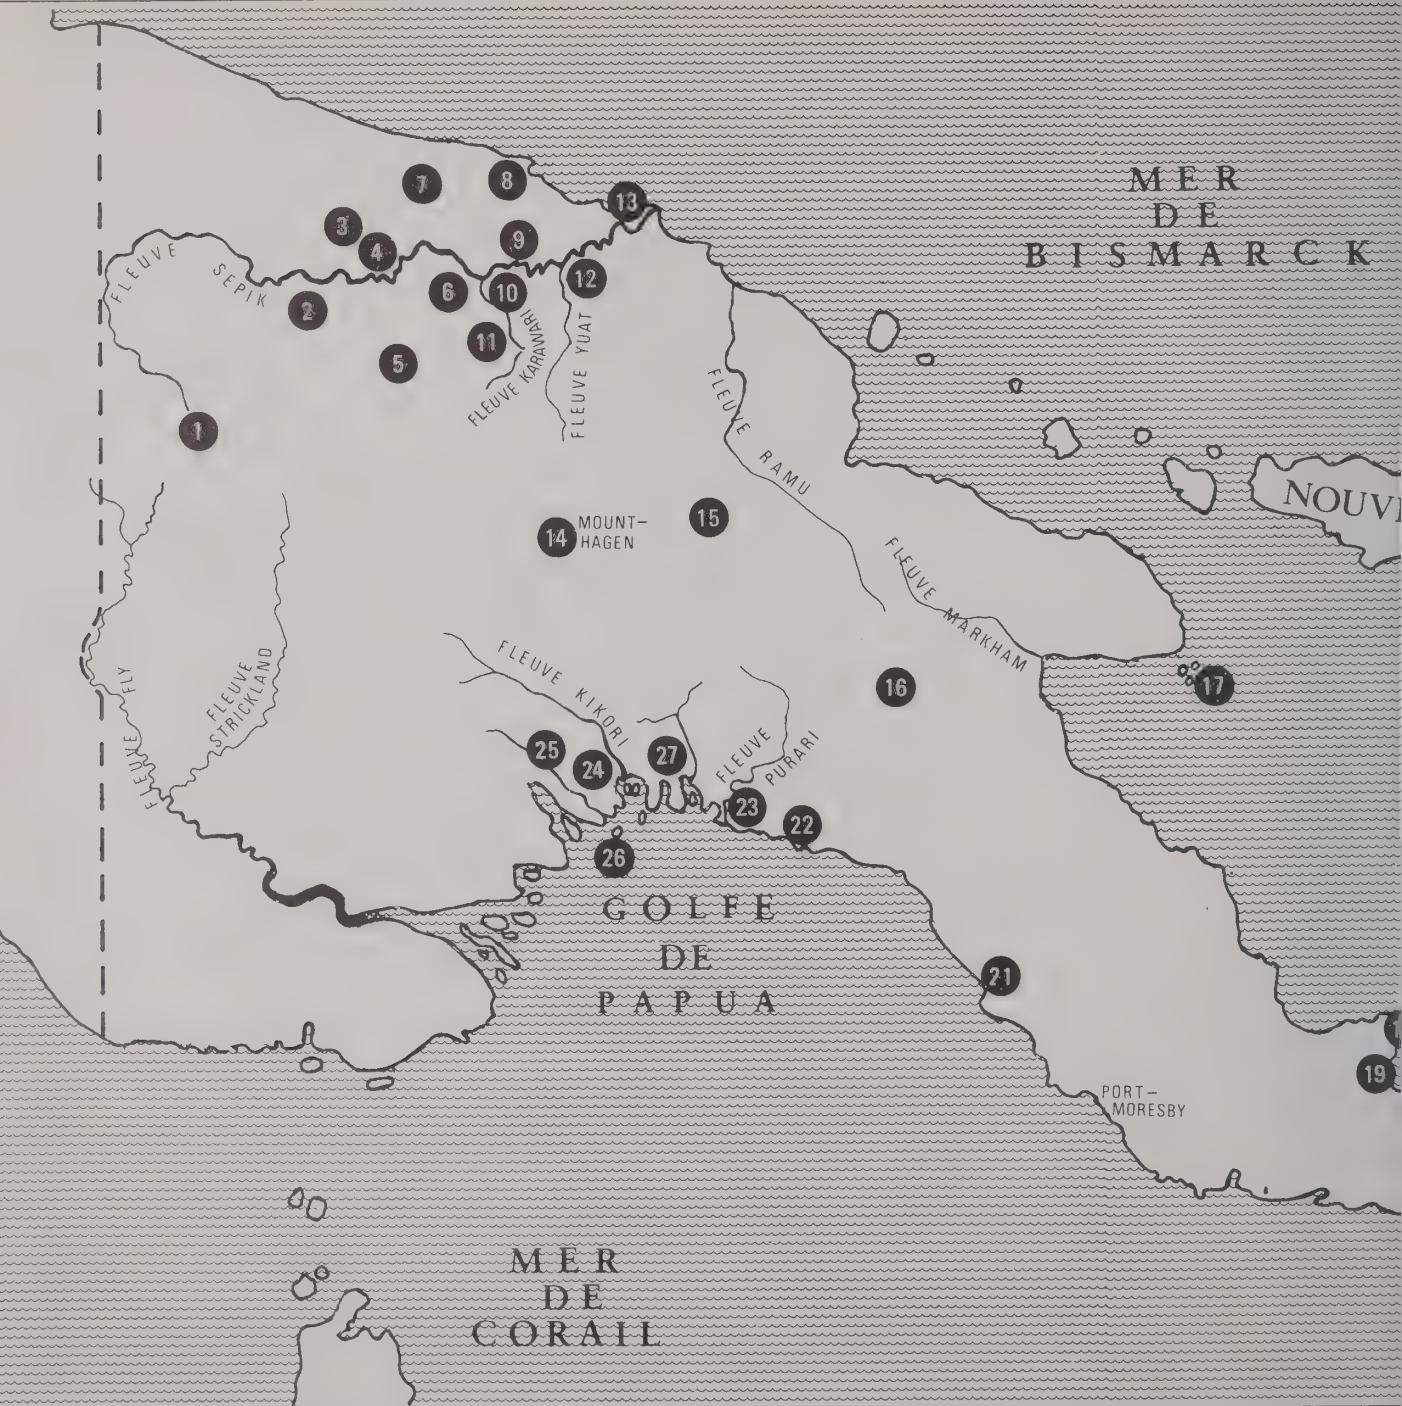 MER
DE
BISMARCK
7
8
13
3
4
9
FLEUVE
SEPIK
2
6
10
12
5
11
FLEUVE KARAWARI
FLEUVE YUAT
1
FLEUVE
RAMU
14
MOUNT-
HAGEN
15
FLEUVE
MARKHAM
FLEUVE FLY
FLEUVE
FLEUVE
STRICKLAND
FLEUVE
KIKORI
16
17
25
24
27
FLEUVE
PURARI
23
22
26
GOLFE
DE
PAPUA
21
19
PORT-
MORESBY
MER
DE
CORAIL